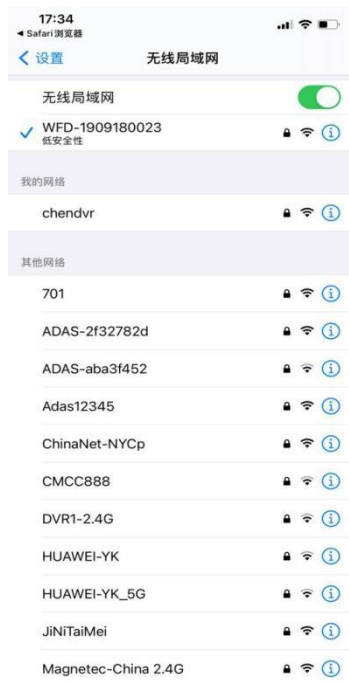 17:34
◀ Safari浏览器
设置 无线局域网
无线局域网
WFD-1909180023
低安全性
我的网络
chendvr
其他网络
701
ADAS-2f32782d
ADAS-aba3f452
Adas12345
ChinaNet-NYCp
CMCC888
DVR1-2.4G
HUAWEI-YK
HUAWEI-YK_5G
JiNiTaiMei
Magnetec-China 2.4G